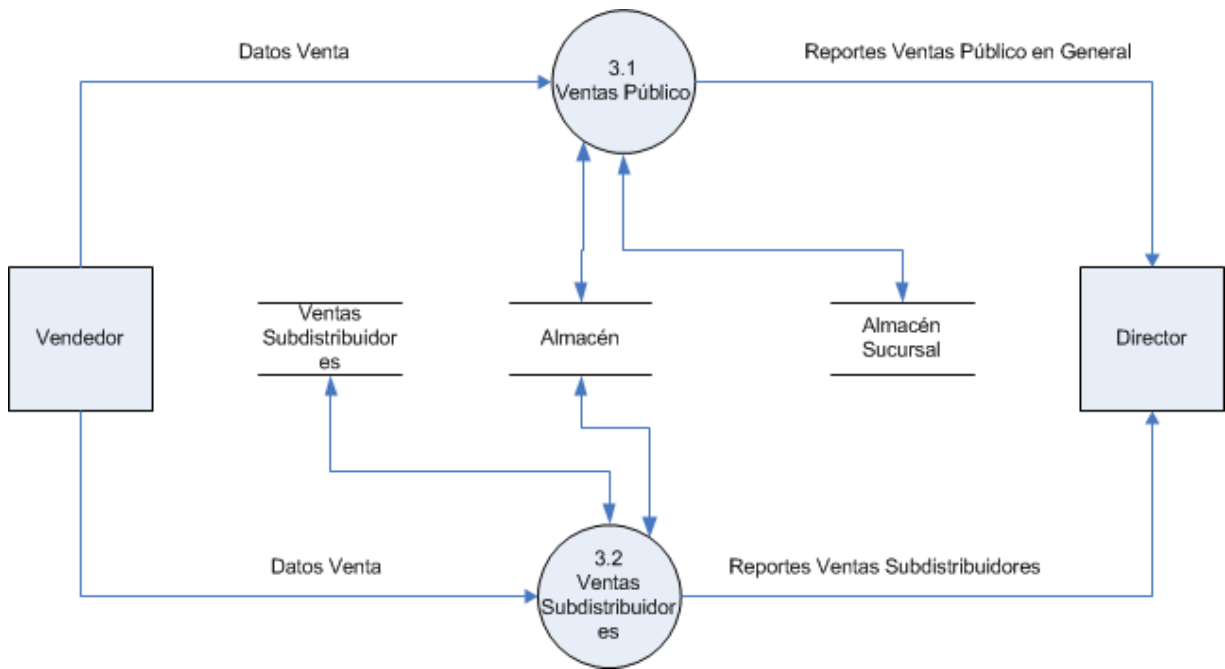 Datos Venta
3.1
Ventas Público
Reportes Ventas Público en General
Vendedor
Ventas
Subdistribuidor
es
Almacén
Almacén
Sucursal
Director
Datos Venta
3.2
Ventas
Subdistribuidor
es
Reportes Ventas Subdistribuidores